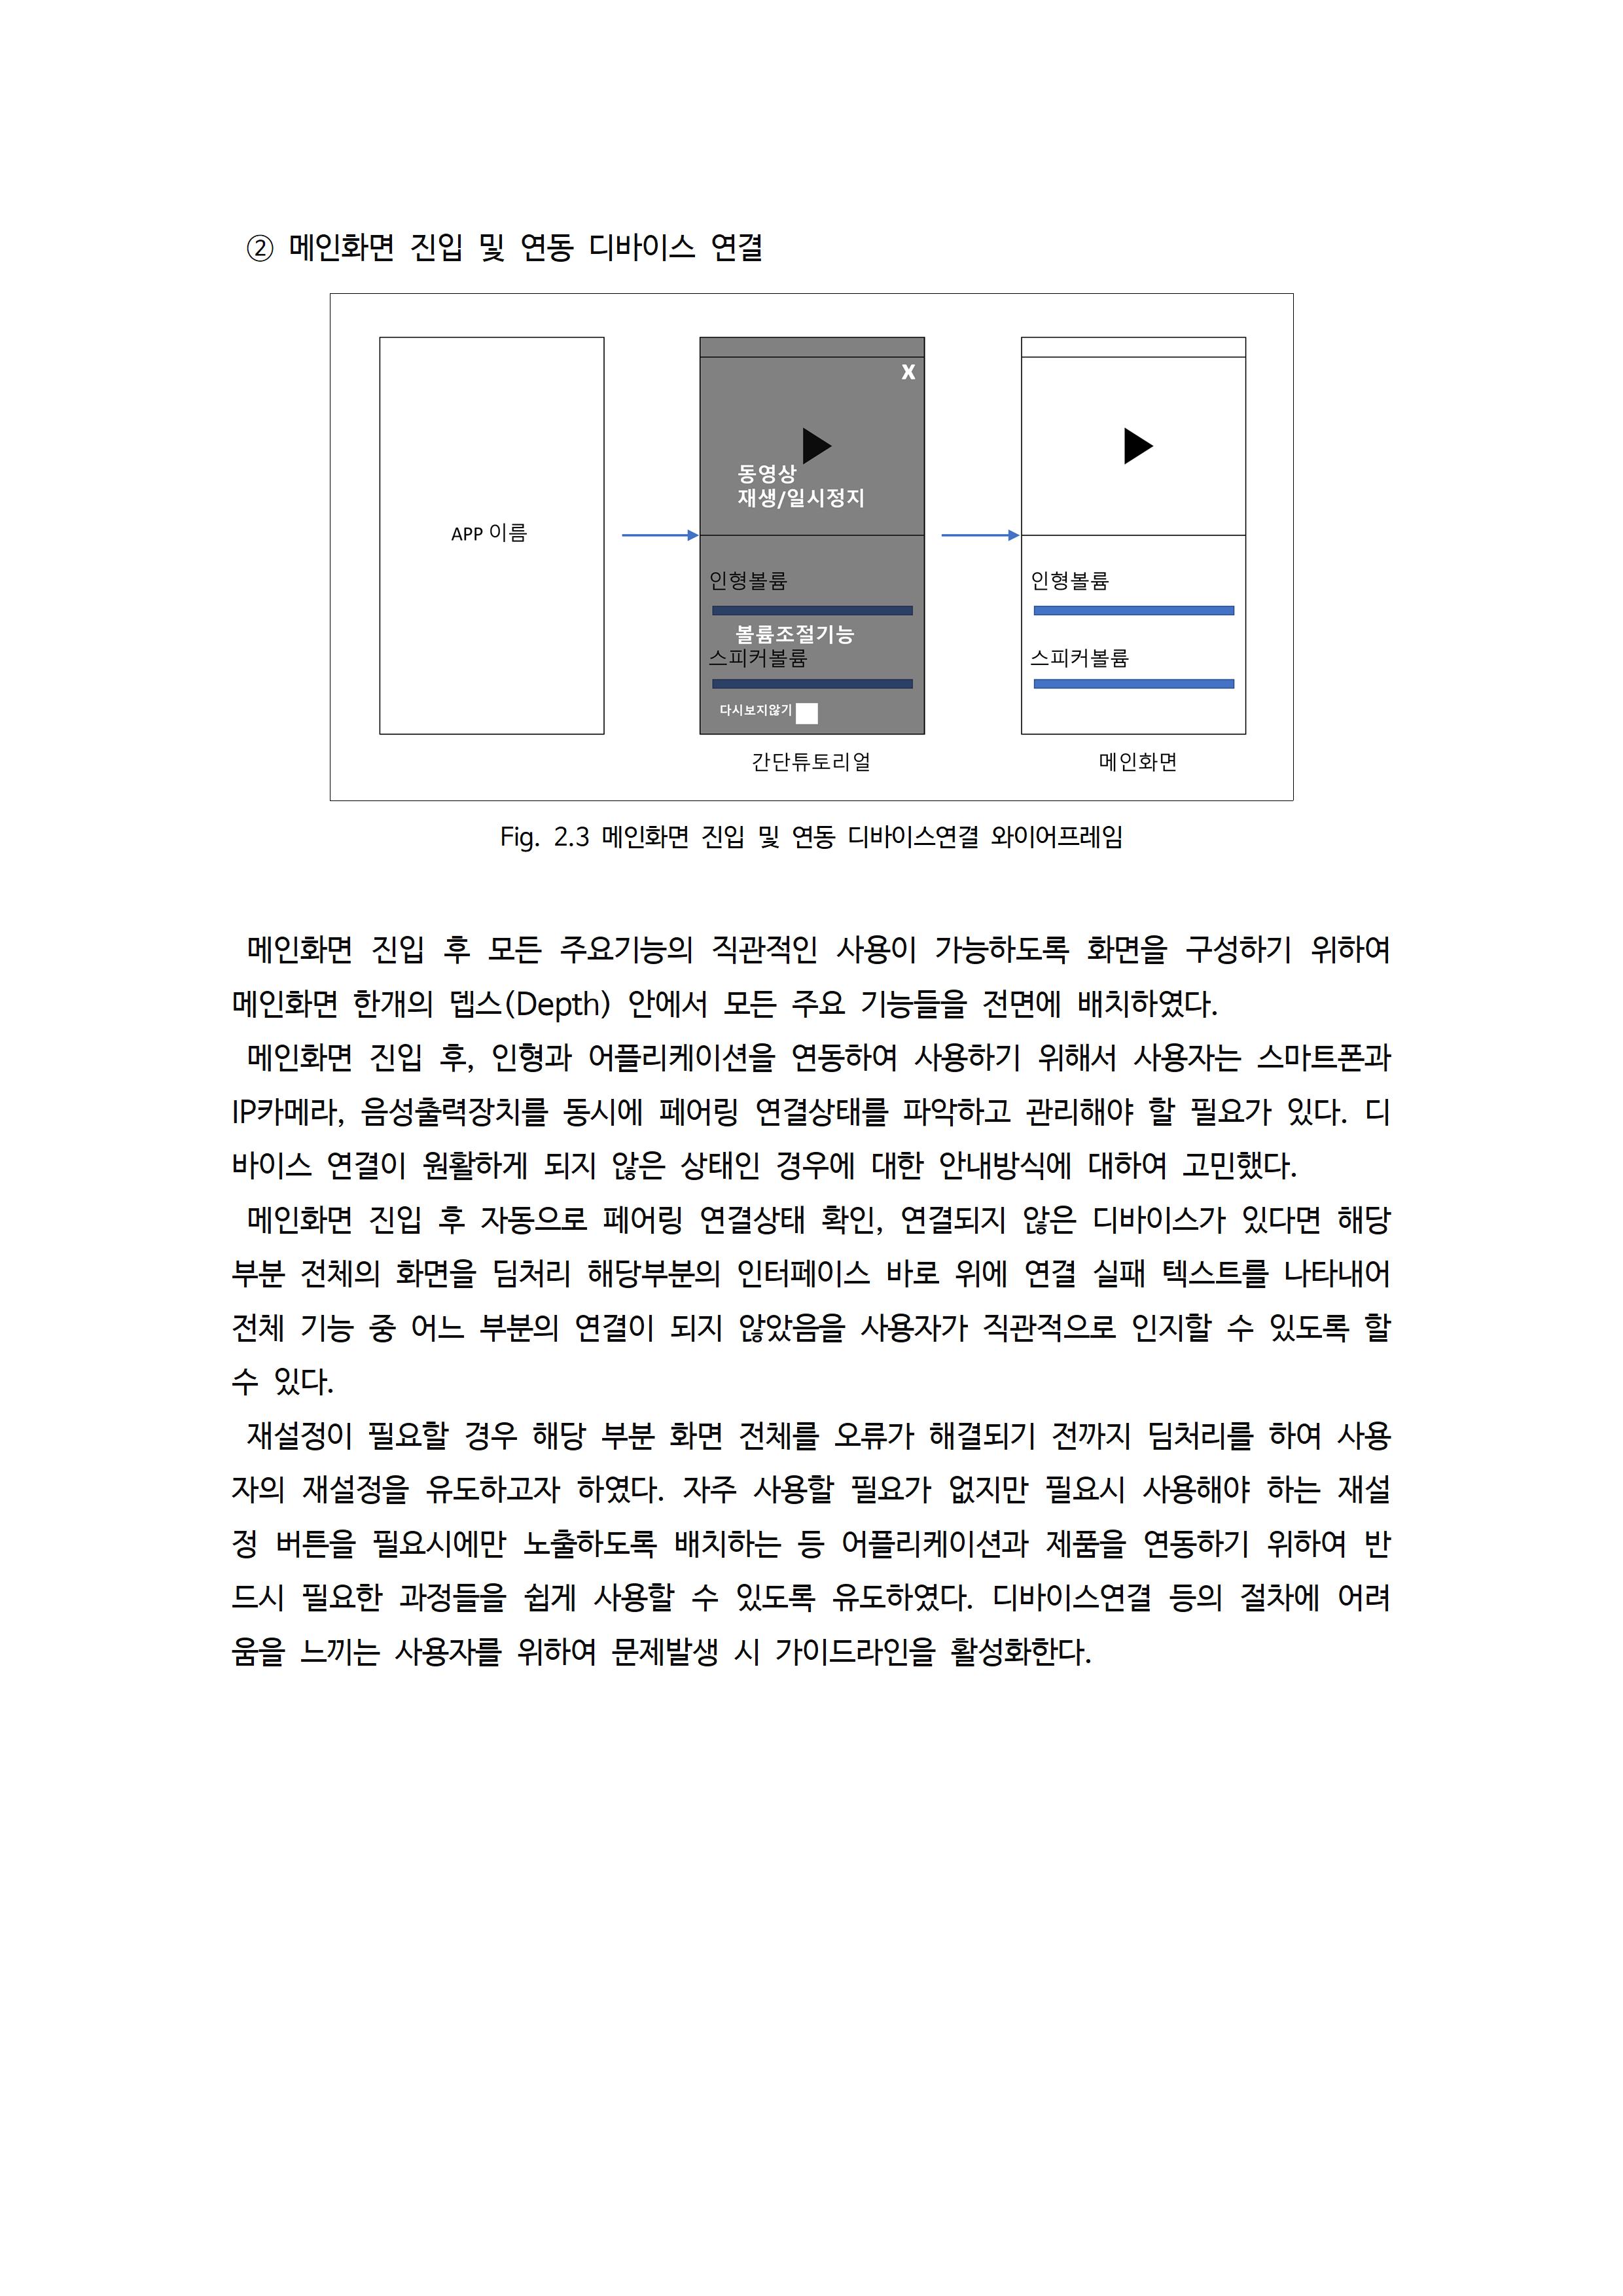 ② 메인화면 진입 및 연동 디바이스 연결
APP 이름
X
동영상
재생/일시정지
인형볼륨
볼륨조절기능
스피커볼륨
다시보지않기
간단튜토리얼
인형볼륨
스피커볼륨
메인화면
Fig. 2.3 메인화면 진입 및 연동 디바이스연결 와이어프레임
메인화면 진입 후 모든 주요기능의 직관적인 사용이 가능하도록 화면을 구성하기 위하여
메인화면 한개의 뎁스(Depth) 안에서 모든 주요 기능들을 전면에 배치하였다.
메인화면 진입 후, 인형과 어플리케이션을 연동하여 사용하기 위해서 사용자는 스마트폰과
IP카메라, 음성출력장치를 동시에 페어링 연결상태를 파악하고 관리해야 할 필요가 있다. 디
바이스 연결이 원활하게 되지 않은 상태인 경우에 대한 안내방식에 대하여 고민했다.
메인화면 진입 후 자동으로 페어링 연결상태 확인, 연결되지 않은 디바이스가 있다면 해당
부분 전체의 화면을 딤처리 해당부분의 인터페이스 바로 위에 연결 실패 텍스트를 나타내어
전체 기능 중 어느 부분의 연결이 되지 않았음을 사용자가 직관적으로 인지할 수 있도록 할
수 있다.
재설정이 필요할 경우 해당 부분 화면 전체를 오류가 해결되기 전까지 딤처리를 하여 사용
자의 재설정을 유도하고자 하였다. 자주 사용할 필요가 없지만 필요시 사용해야 하는 재설
정 버튼을 필요시에만 노출하도록 배치하는 등 어플리케이션과 제품을 연동하기 위하여 반
드시 필요한 과정들을 쉽게 사용할 수 있도록 유도하였다. 디바이스연결 등의 절차에 어려
움을 느끼는 사용자를 위하여 문제발생 시 가이드라인을 활성화한다.